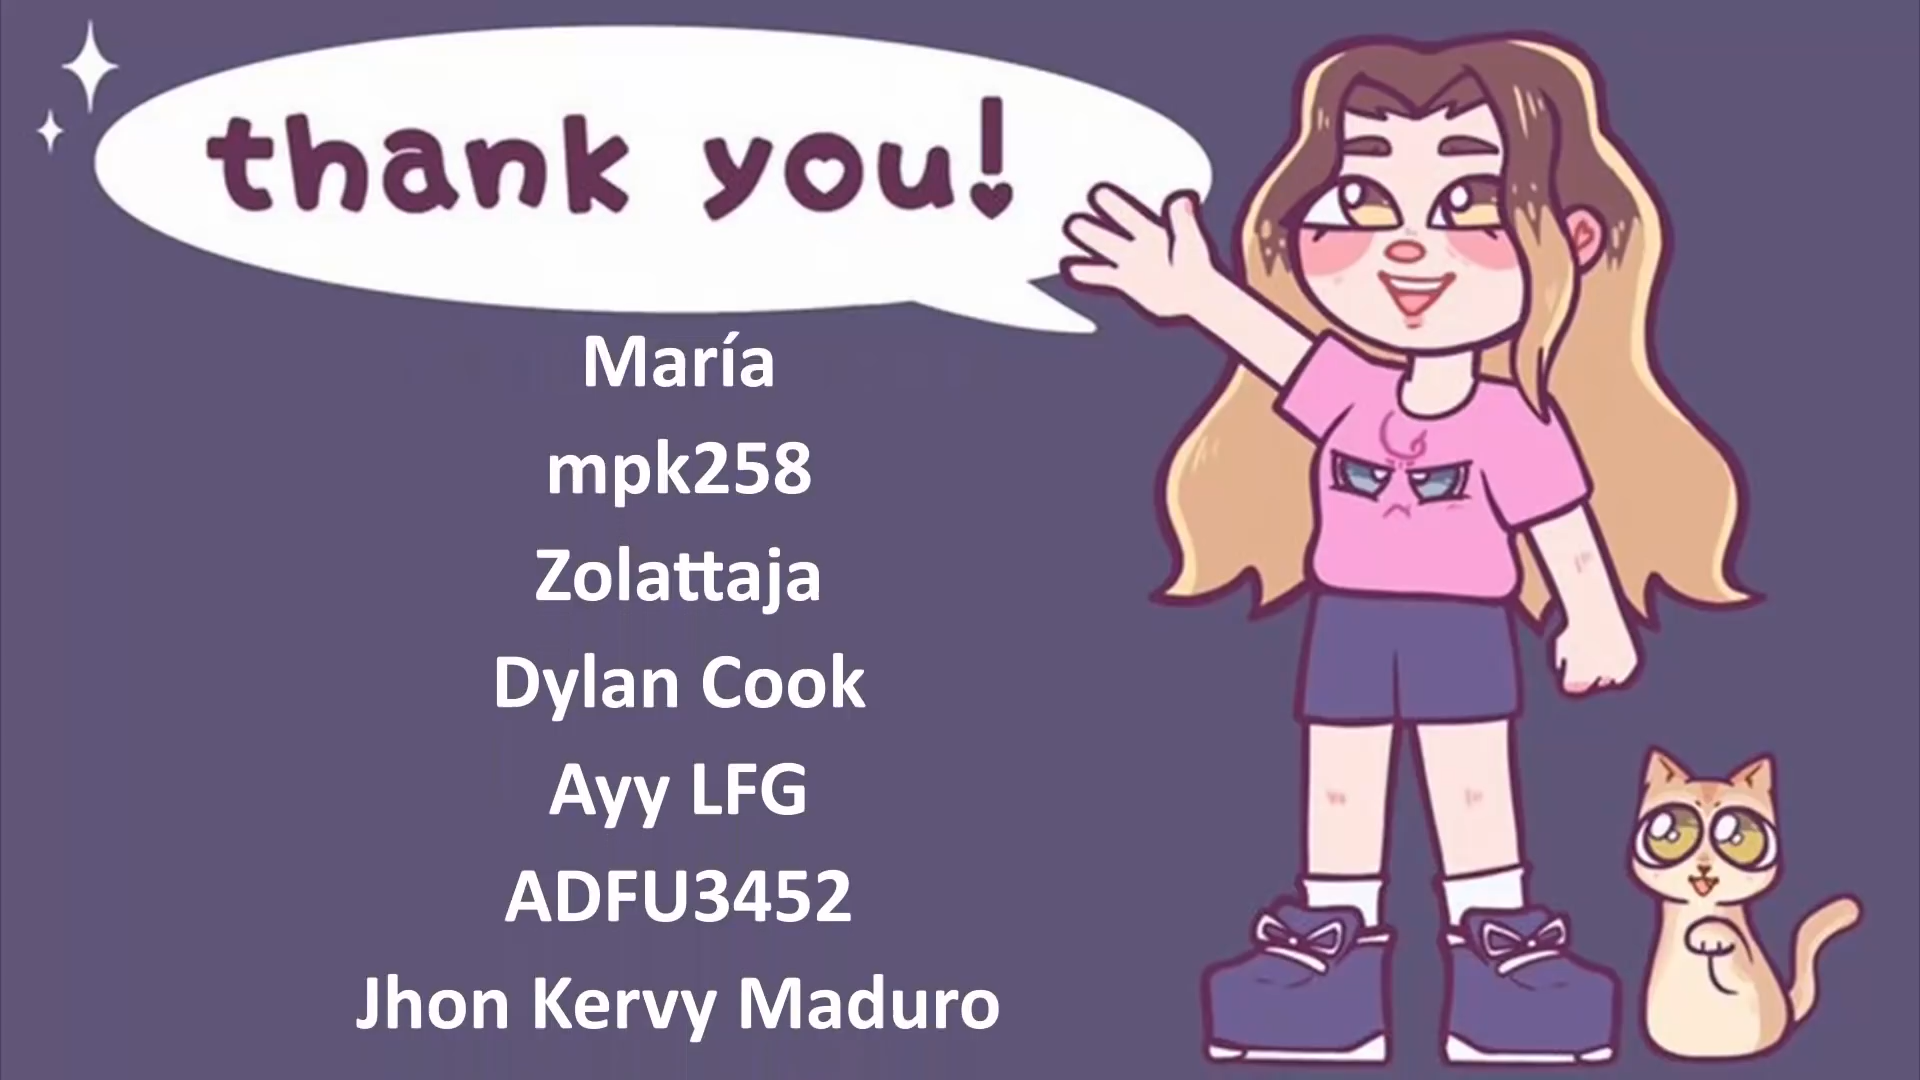 thank you!
María
mpk258
Zolattaja
Dylan Cook
Ayy LFG
ADFU3452
Jhon Kervy Maduro